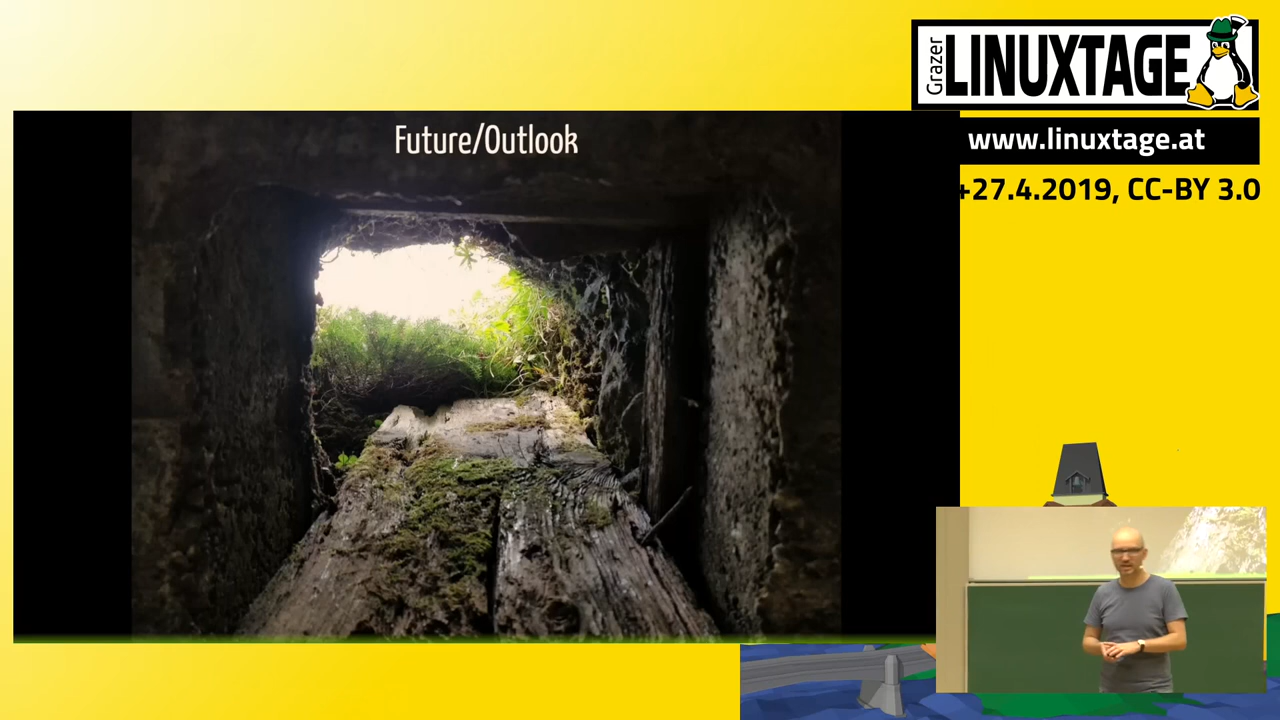 Grazer
LINUXTAGE
www.linuxtage.at
+27.4.2019, CC-BY 3.0
Future/Outlook